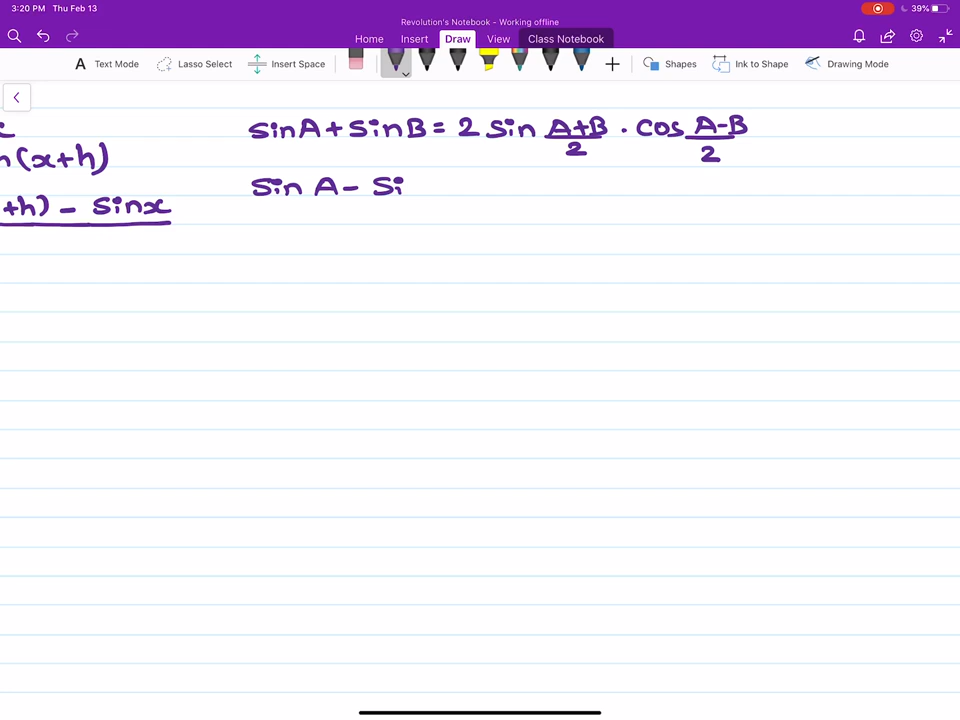 3:20 PM Thu Feb 13
39%
Revolution's Notebook - Working offline
Home Insert Draw View Class Notebook
Text Mode Lasso Select Insert Space Shapes Ink to Shape Drawing Mode
sinA + sinB = 2 sin A+B/2 · cos A-B/2
(x+h)
sin A - Si
+h) - sinx